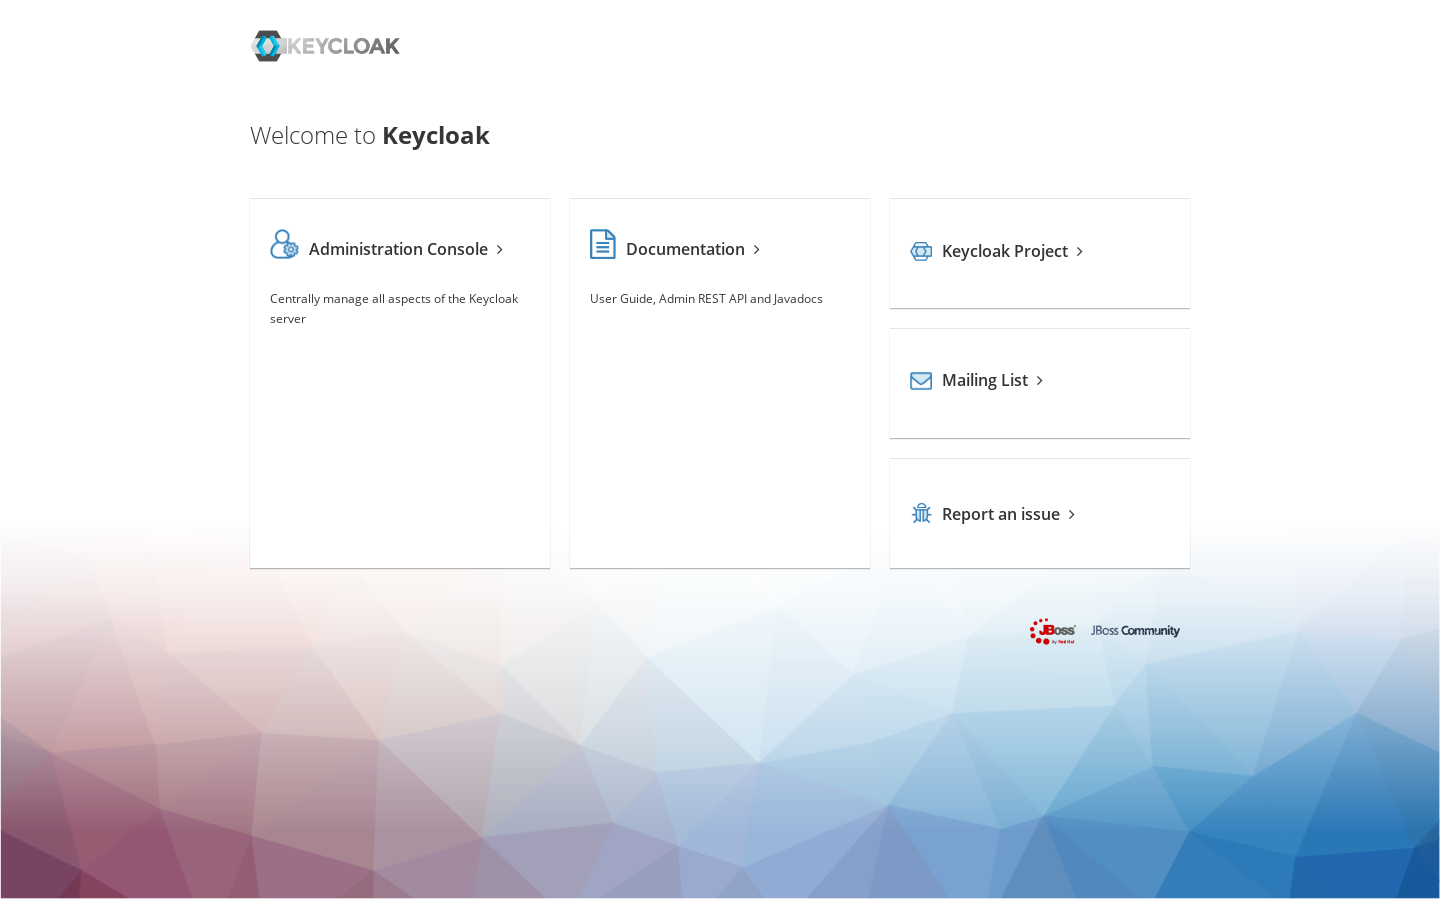 KEYCLOAK
Welcome to Keycloak
Administration Console
Centrally manage all aspects of the Keycloak
server
Documentation
User Guide, Admin REST API and Javadocs
Keycloak Project
Mailing List
Report an issue
JBoss by Red Hat
JBoss Community